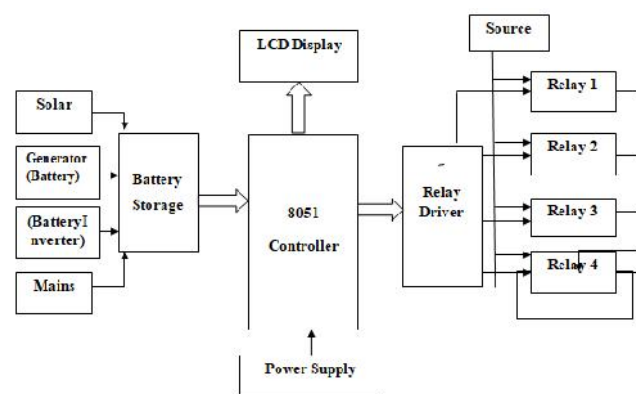 Source
LCD Display
Relay 1
Solar
Generator
(Battery)
Battery
Storage
(BatteryI
nverter)
Mains
8051
Controller
Relay
Driver
Relay 2
Relay 3
Relay 4
Power Supply